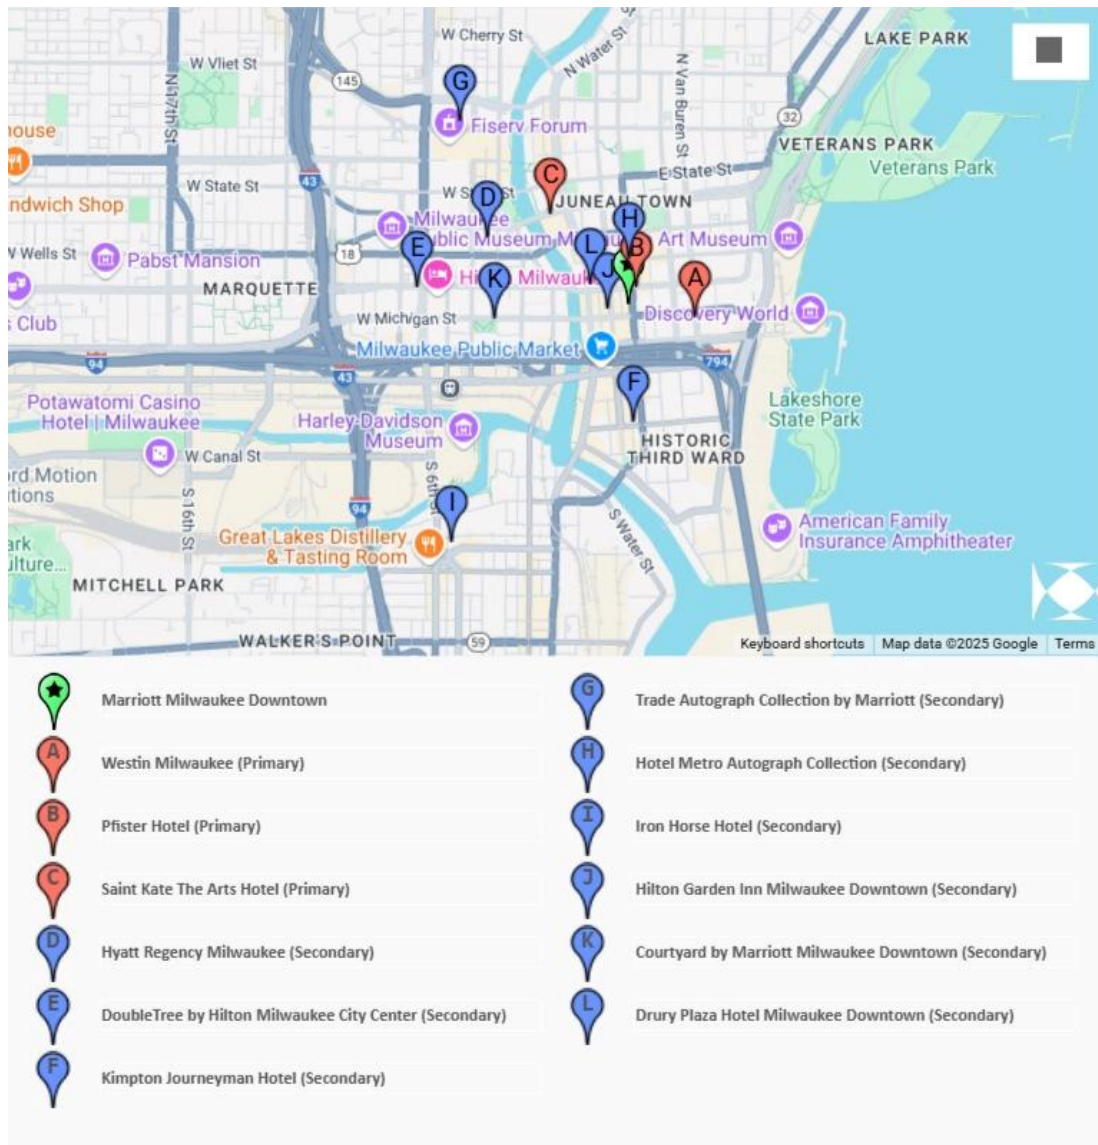 W Cherry St
LAKE PARK
W Vliet St
N Water St
145
N 17th St
N Van Buren St
G
Fiserv Forum
32
house
VETERANS PARK
Veterans Park
C
E State St
43
W State St
D
JUNEAU TOWN
ndwich Shop
H
Milwaukee
Public Museum
Art Museum
W Wells St
Pabst Mansion
18
E
L
B
K
J
A
MARQUETTE
s Club
W Michigan St
Discovery World
Milwaukee Public Market
94
43
794
F
Potawatomi Casino
Hotel | Milwaukee
Harley-Davidson
Museum
Lakeshore
State Park
HISTORIC
THIRD WARD
W Canal St
ord Motion
S 16th St
S 6th St
94
I
S Water St
Great Lakes Distillery
& Tasting Room
American Family
Insurance Amphitheater
ark
ulture...
MITCHELL PARK
WALKER'S POINT
59
Keyboard shortcuts Map data ©2025 Google Terms
Marriott Milwaukee Downtown
A Westin Milwaukee (Primary)
B Pfister Hotel (Primary)
C Saint Kate The Arts Hotel (Primary)
D Hyatt Regency Milwaukee (Secondary)
E DoubleTree by Hilton Milwaukee City Center (Secondary)
F Kimpton Journeyman Hotel (Secondary)
G Trade Autograph Collection by Marriott (Secondary)
H Hotel Metro Autograph Collection (Secondary)
I Iron Horse Hotel (Secondary)
J Hilton Garden Inn Milwaukee Downtown (Secondary)
K Courtyard by Marriott Milwaukee Downtown (Secondary)
L Drury Plaza Hotel Milwaukee Downtown (Secondary)